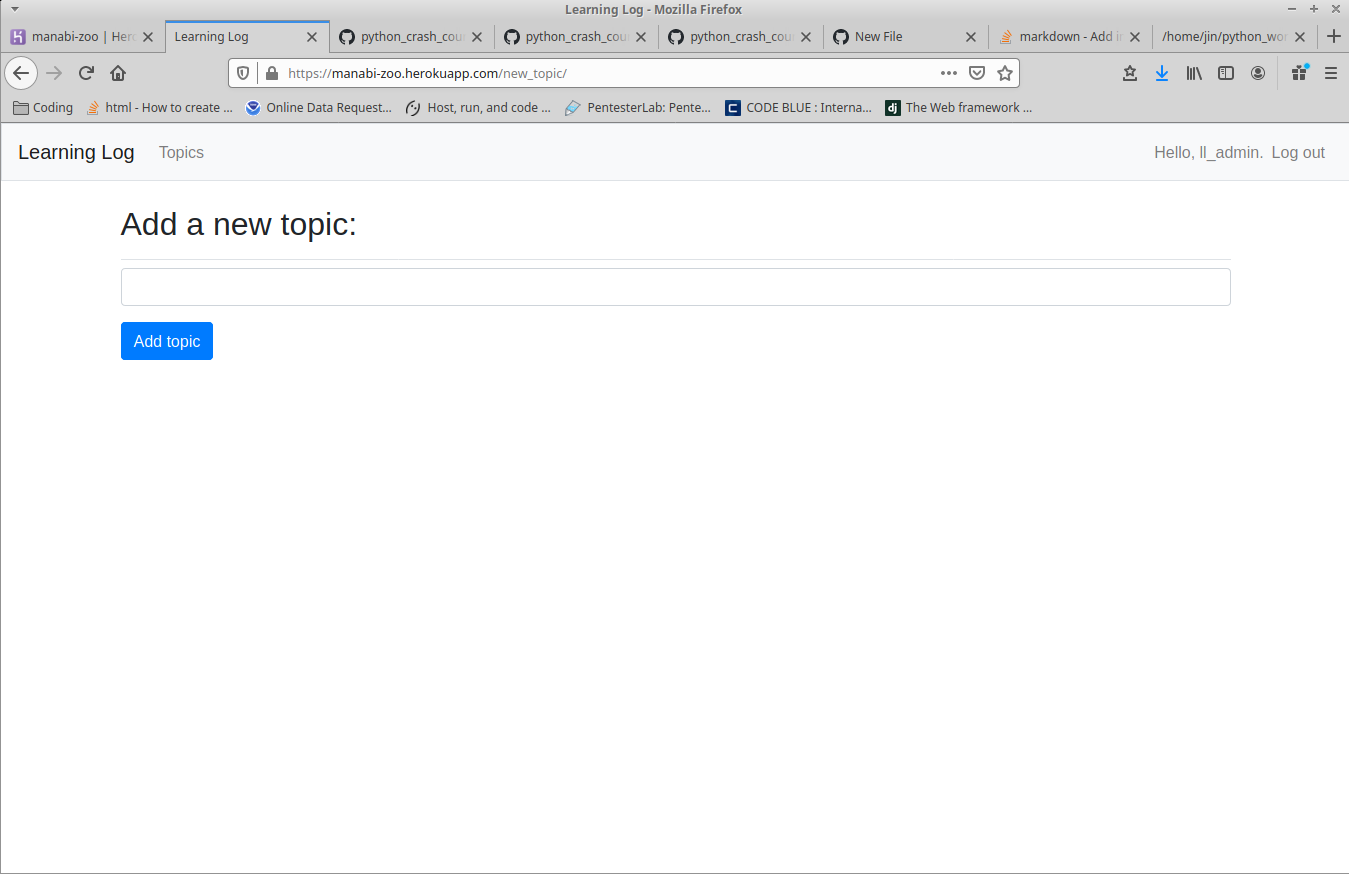 Learning Log - Mozilla Firefox
manabi-zoo | Her
Learning Log
python_crash_cou
python_crash_cou
python_crash_cou
New File
markdown - Add i
/home/jin/python_wo
https://manabi-zoo.herokuapp.com/new_topic/
Coding
html - How to create ...
Online Data Request...
Host, run, and code ...
PentesterLab: Pente...
CODE BLUE : Interna...
dj
The Web framework ...
Learning Log
Topics
Hello, ll_admin.
Log out
Add a new topic:
Add topic